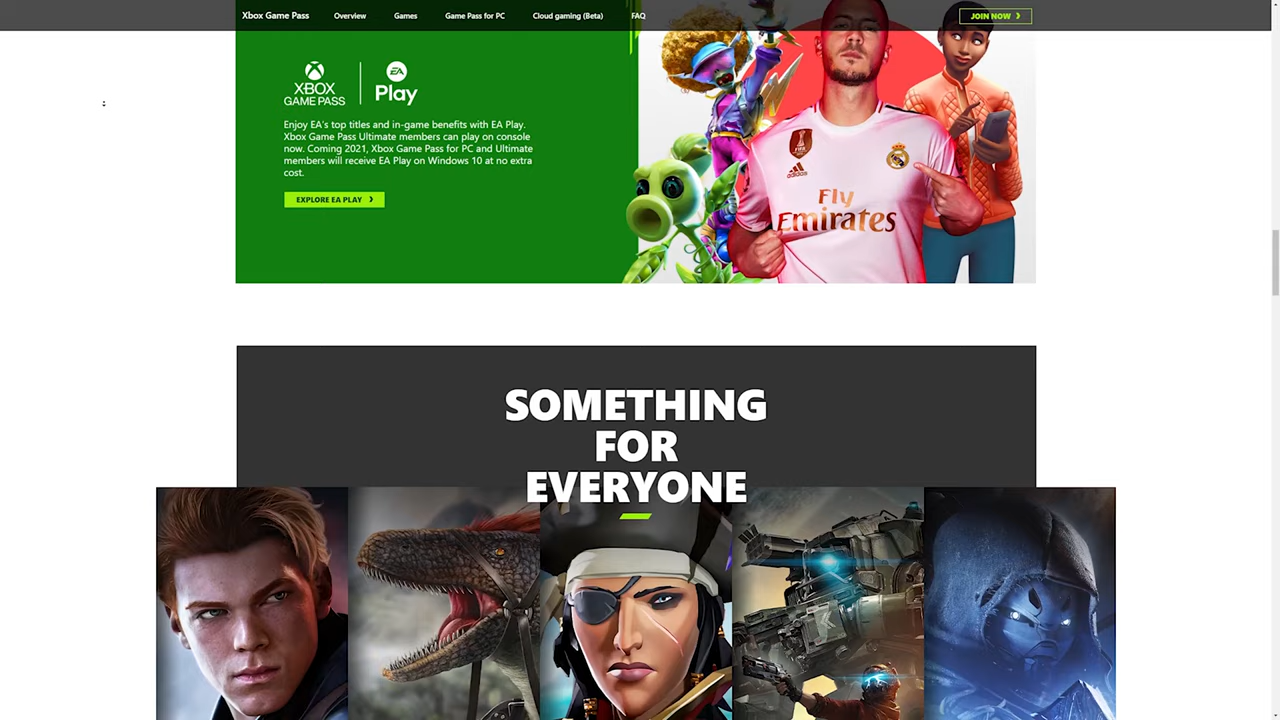 Xbox Game Pass Overview Games Game Pass for PC Cloud gaming (Beta) FAQ JOIN NOW ❯
XBOX
GAME PASS
EA
Play
Enjoy EA's top titles and in-game benefits with EA Play.
Xbox Game Pass Ultimate members can play on console
now. Coming 2021, Xbox Game Pass for PC and Ultimate
members will receive EA Play on Windows 10 at no extra
cost.
EXPLORE EA PLAY ❯
adidas
Fly
Emirates
SOMETHING
FOR
EVERYONE